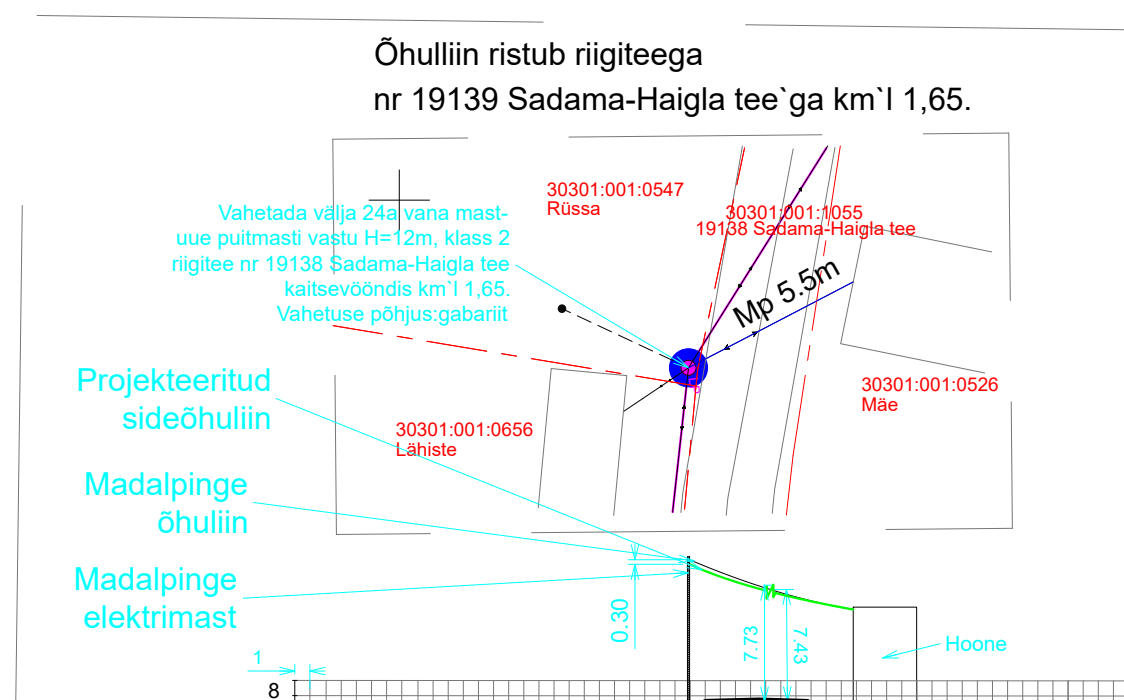 Õhulliin ristub riigiteega
nr 19139 Sadama-Haigla tee`ga km`l 1,65.
30301:001:0547
Rüssa
30301:001:1055
19138 Sadama-Haigla tee
Vahetada välja 24a vana mast-
uue puitmasti vastu H=12m, klass 2
riigitee nr 19138 Sadama-Haigla tee
kaitsevööndis km`l 1,65.
Vahetuse põhjus:gabariit
Mp 5.5m
Projekteeritud
sideõhuliin
30301:001:0526
Mäe
30301:001:0656
Lähiste
Madalpinge
õhuliin
Madalpinge
elektrimast
0.30
7.73
7.43
Hoone
1
8